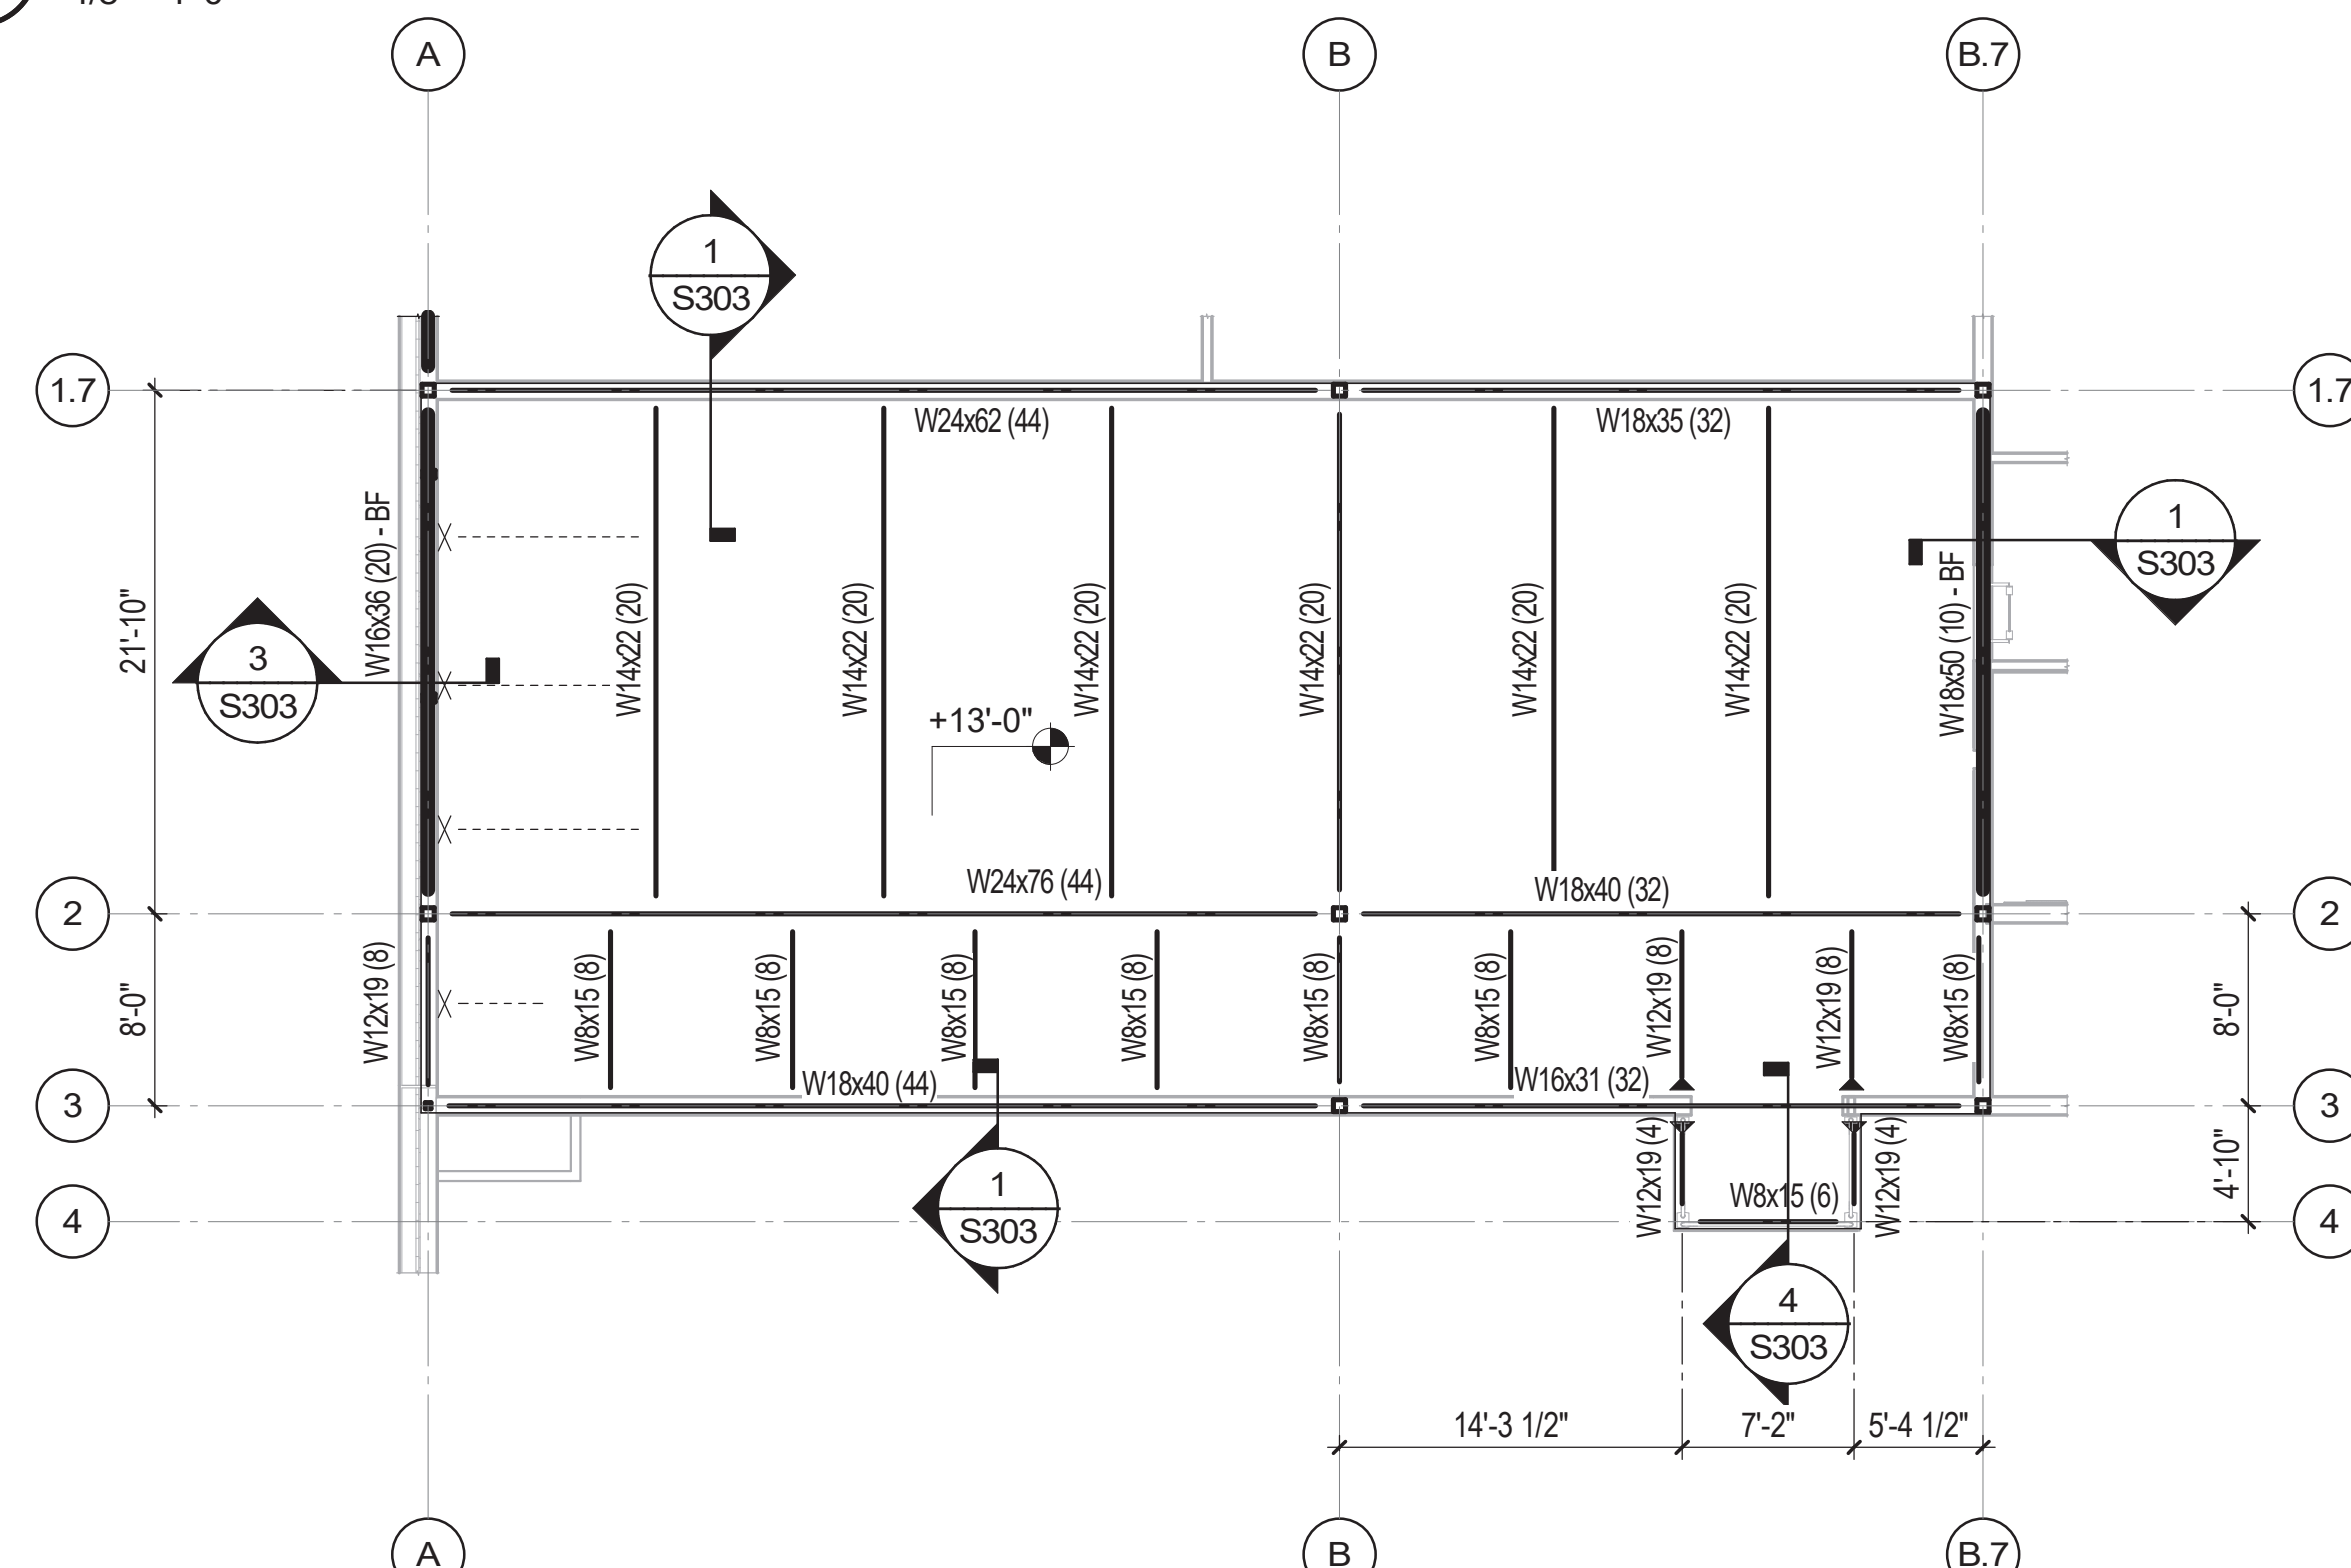 A
B
B.7
1
S303
1.7
1.7
W24x62 (44)
W18x35 (32)
W16x36 (20) - BF
1
S303
21'-10"
W14x22 (20)
W14x22 (20)
W14x22 (20)
W14x22 (20)
W14x22 (20)
W14x22 (20)
W18x50 (10) - BF
3
S303
+13'-0"
W24x76 (44)
W18x40 (32)
2
2
8'-0"
W12x19 (8)
W8x15 (8)
W8x15 (8)
W8x15 (8)
W8x15 (8)
W8x15 (8)
W8x15 (8)
W12x19 (8)
W12x19 (8)
W8x15 (8)
8'-0"
W18x40 (44)
W16x31 (32)
3
3
W12x19 (4)
W8x15 (6)
W12x19 (4)
4'-10"
1
S303
4
4
4
S303
14'-3 1/2"
7'-2"
5'-4 1/2"
A
B
B.7